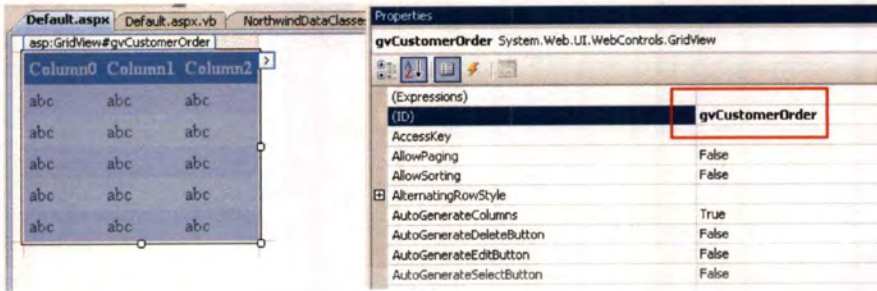 Default.aspx Default.aspx.vb NorthwindDataClasse
asp:GridView#gvCustomerOrder
Column0 Column1 Column2
abc abc abc
abc abc abc
abc abc abc
abc abc abc
abc abc abc
Properties
gvCustomerOrder System.Web.UI.WebControls.GridView
(Expressions)
(ID) gvCustomerOrder
AccessKey
AllowPaging False
AllowSorting False
AlternatingRowStyle
AutoGenerateColumns True
AutoGenerateDeleteButton False
AutoGenerateEditButton False
AutoGenerateSelectButton False